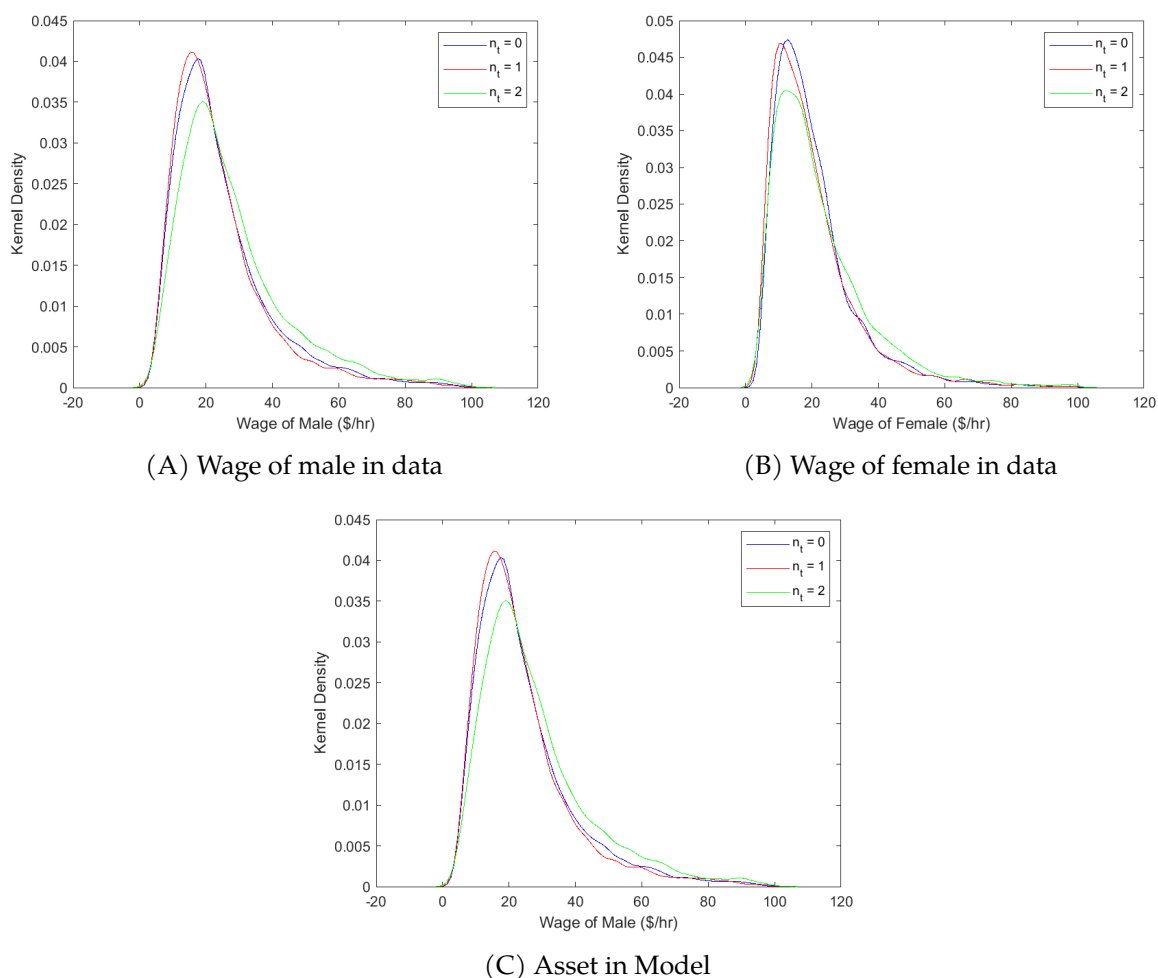 0.045
0.04
0.035
0.03
0.025
0.02
0.015
0.01
0.005
0
Kernel Density
n_t = 0
n_t = 1
n_t = 2
-20 0 20 40 60 80 100 120
Wage of Male ($/hr)
(A) Wage of male in data
0.05
0.045
0.04
0.035
0.03
0.025
0.02
0.015
0.01
0.005
0
Kernel Density
n_t = 0
n_t = 1
n_t = 2
-20 0 20 40 60 80 100 120
Wage of Female ($/hr)
(B) Wage of female in data
0.045
0.04
0.035
0.03
0.025
0.02
0.015
0.01
0.005
0
Kernel Density
n_t = 0
n_t = 1
n_t = 2
-20 0 20 40 60 80 100 120
Wage of Male ($/hr)
(C) Asset in Model